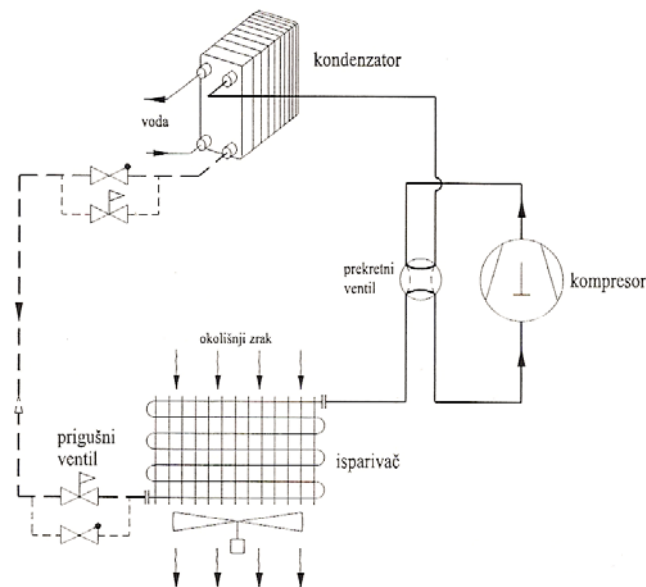 kondenzator
voda
prekretni
ventil
kompresor
okolišnji zrak
prigušni
ventil
isparivač